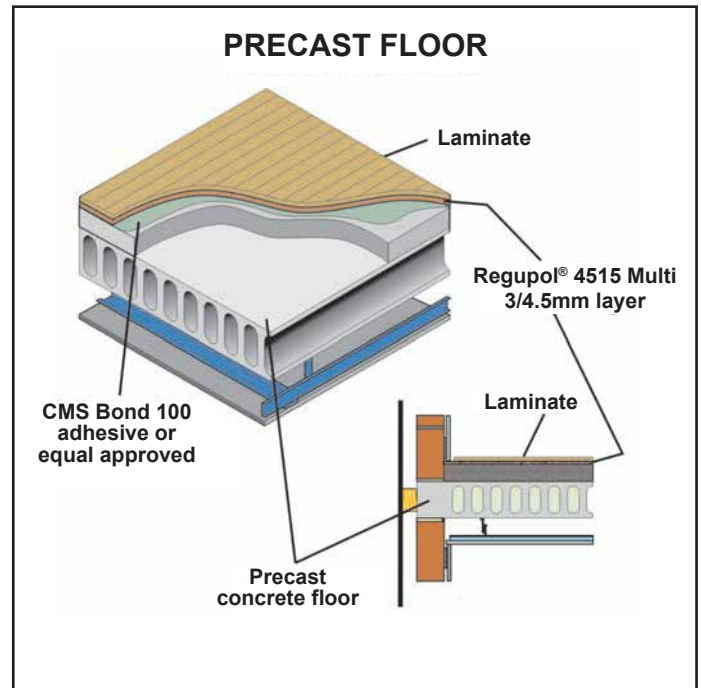 PRECAST FLOOR
Laminate
Regupol® 4515 Multi
3/4.5mm layer
CMS Bond 100
adhesive or
equal approved
Laminate
Precast
concrete floor